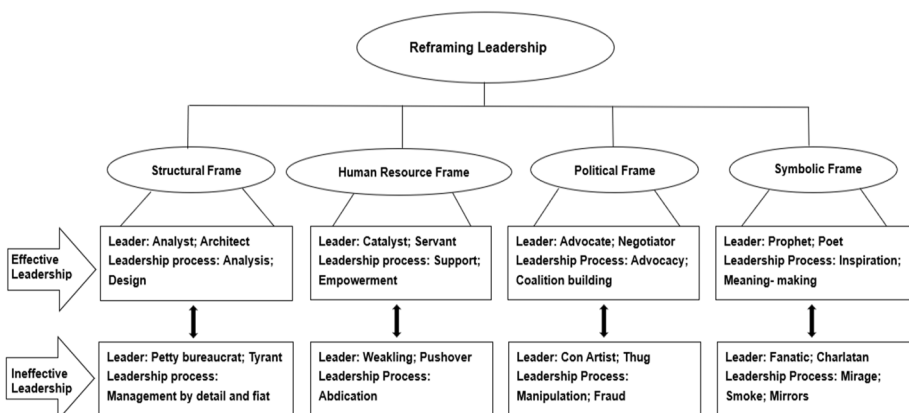 Reframing Leadership
Structural Frame
Human Resource Frame
Political Frame
Symbolic Frame
Effective
Leadership
Leader: Analyst; Architect
Leadership process: Analysis;
Design
Leader: Catalyst; Servant
Leadership process: Support;
Empowerment
Leader: Advocate; Negotiator
Leadership Process: Advocacy;
Coalition building
Leader: Prophet; Poet
Leadership Process: Inspiration;
Meaning- making
Ineffective
Leadership
Leader: Petty bureaucrat; Tyrant
Leadership process:
Management by detail and fiat
Leader: Weakling; Pushover
Leadership Process:
Abdication
Leader: Con Artist; Thug
Leadership Process:
Manipulation; Fraud
Leader: Fanatic; Charlatan
Leadership Process: Mirage;
Smoke; Mirrors